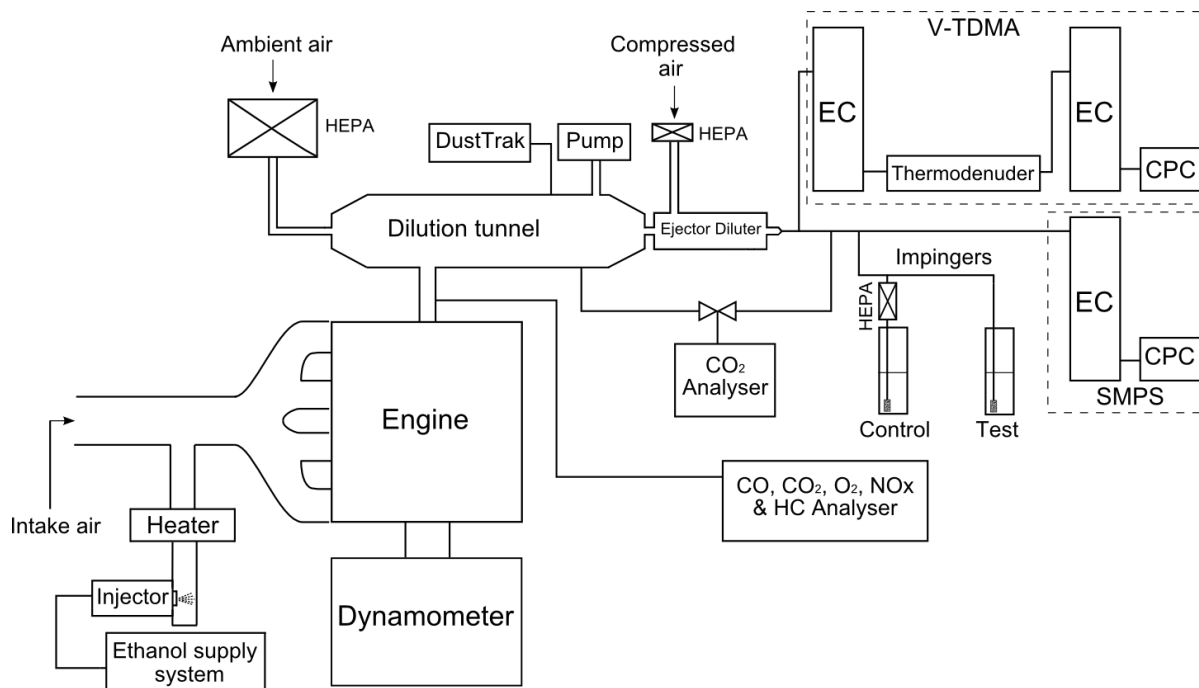 V-TDMA
Ambient air
Compressed
air
HEPA
HEPA
DustTrak
Pump
EC
EC
Thermodenuder
CPC
Dilution tunnel
Ejector Diluter
Impingers
HEPA
EC
CPC
SMPS
CO₂
Analyser
Control
Test
Engine
CO, CO₂, O₂, NOx
& HC Analyser
Intake air
Heater
Injector
Ethanol supply
system
Dynamometer